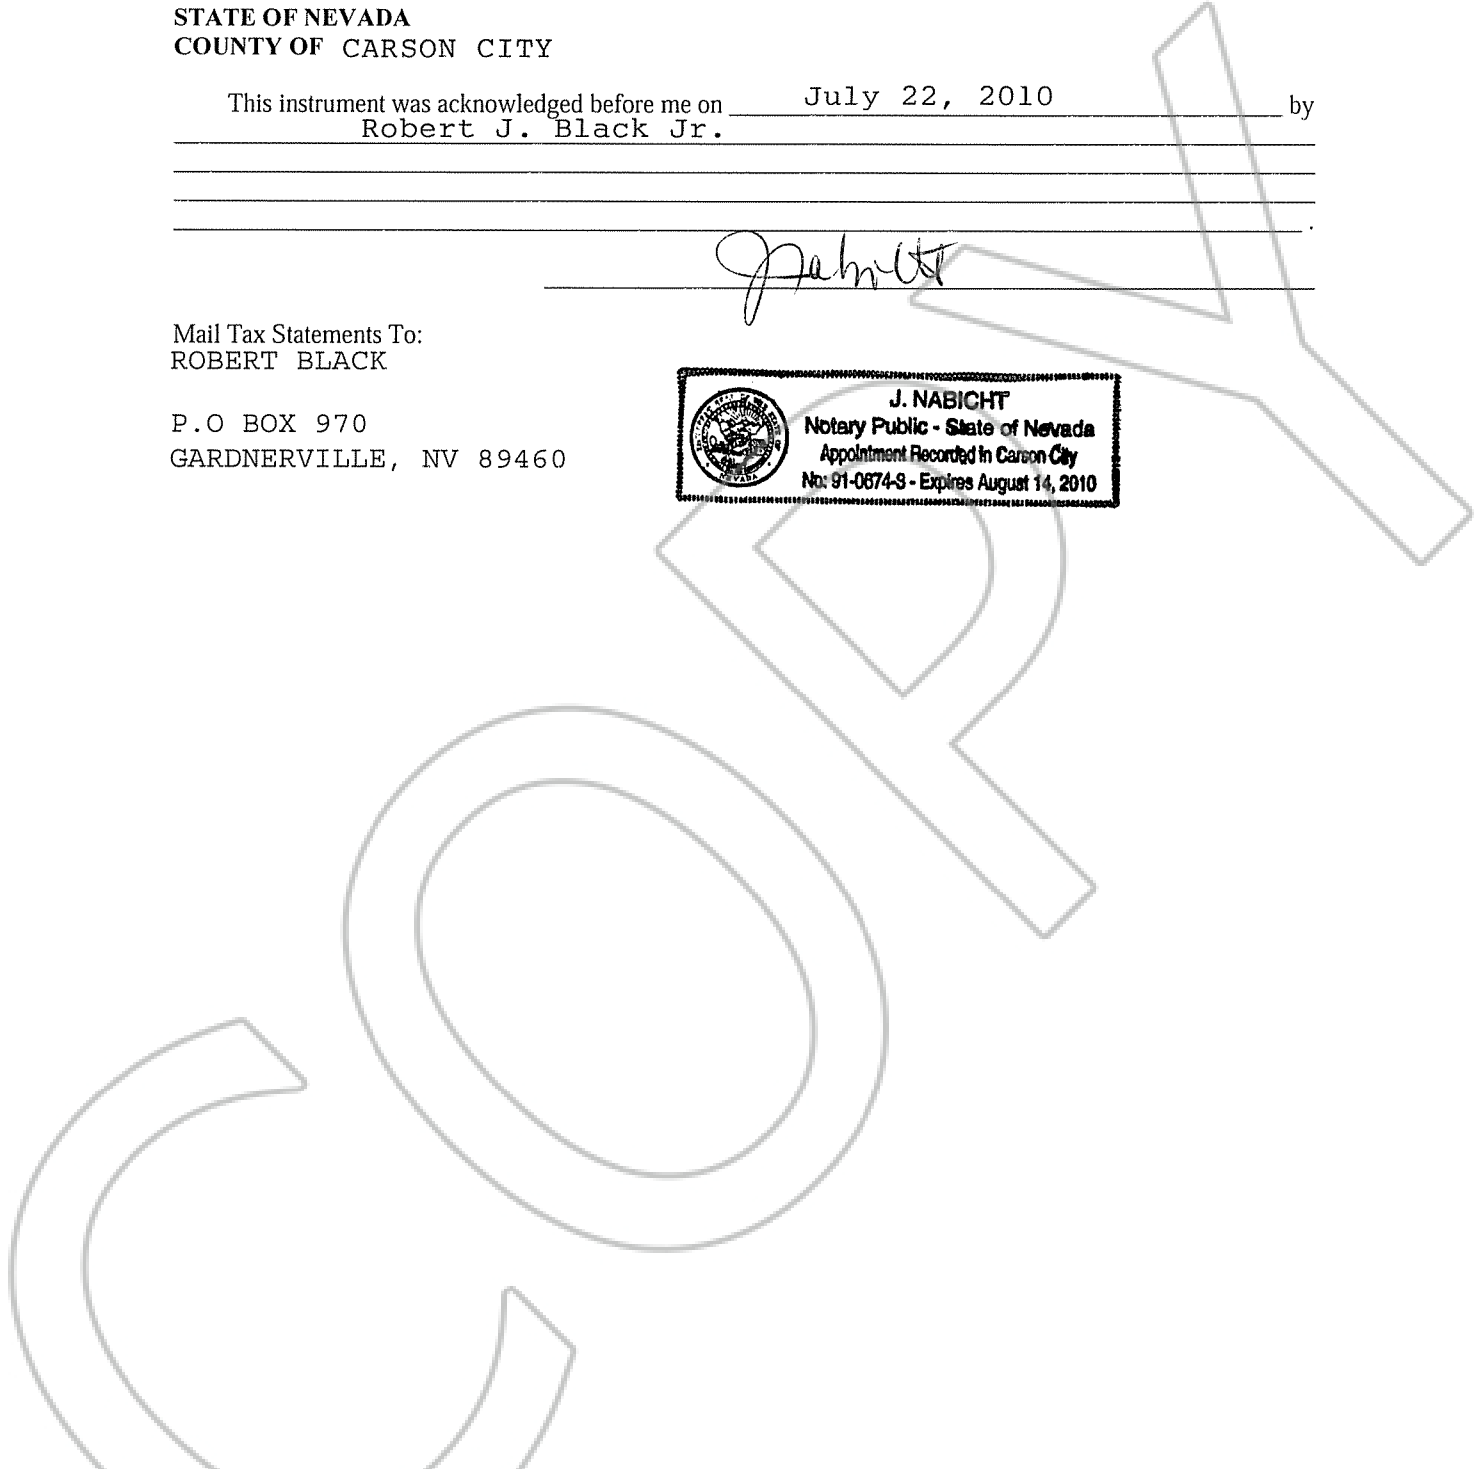 STATE OF NEVADA
COUNTY OF CARSON CITY
This instrument was acknowledged before me on July 22, 2010 by
Robert J. Black Jr.
JNabicht
Mail Tax Statements To:
ROBERT BLACK
P.O BOX 970
GARDNERVILLE, NV 89460
J. NABICHT
Notary Public - State of Nevada
Appointment Recorded in Carson City
No: 91-0674-3 - Expires August 14, 2010
NEVADA
COPY